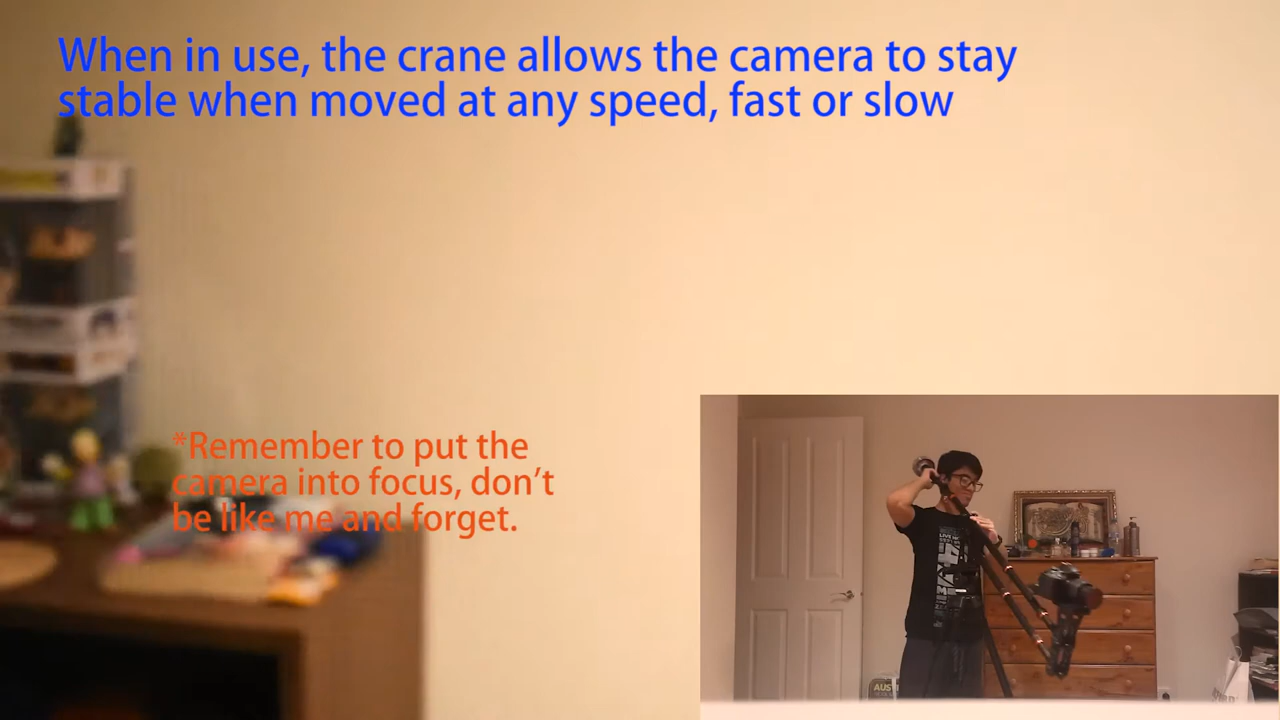 When in use, the crane allows the camera to stay
stable when moved at any speed, fast or slow
*Remember to put the
camera into focus, don't
be like me and forget.
AUST